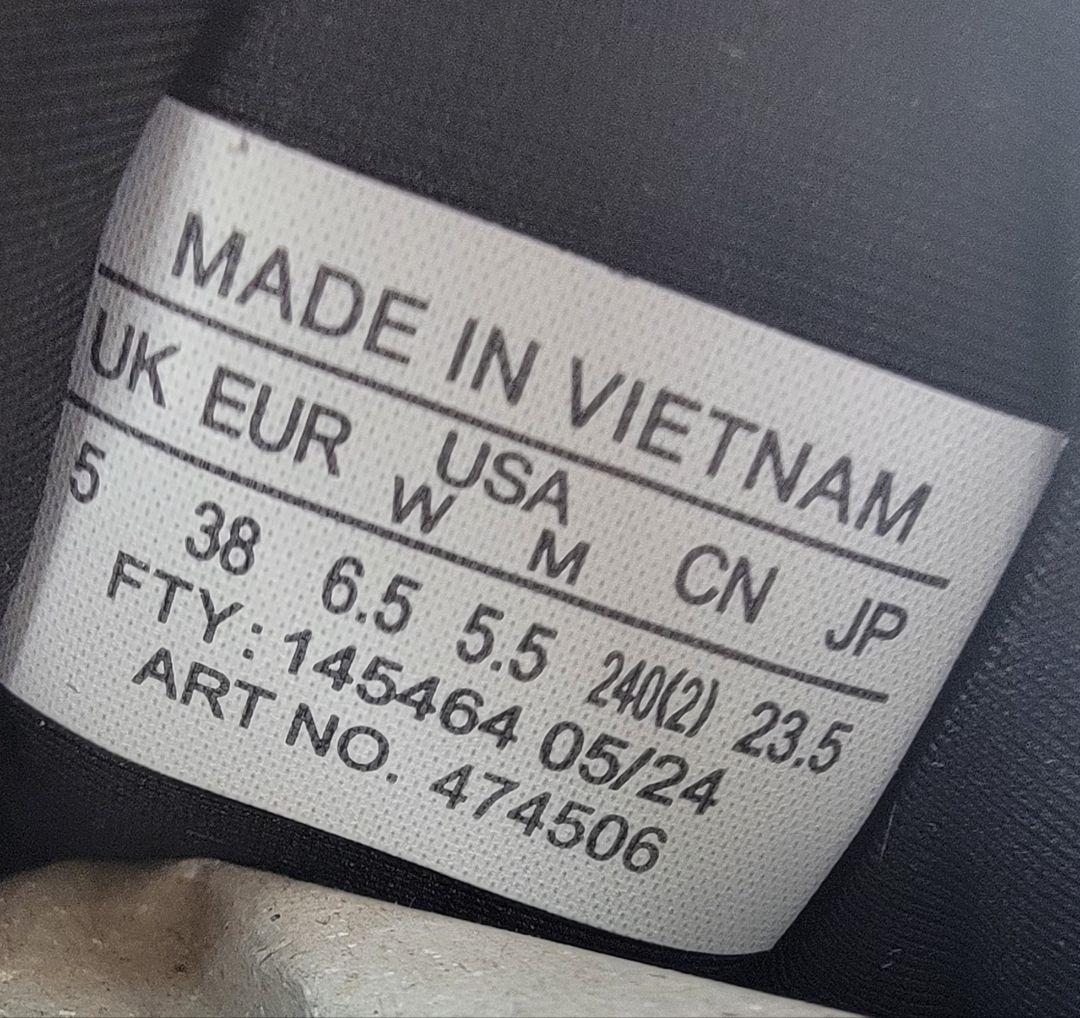 MADE IN VIETNAM
UK EUR USA CN JP
W M
5 38 6.5 5.5 240(2) 23.5
FTY: 145464 05/24
ART NO. 474506